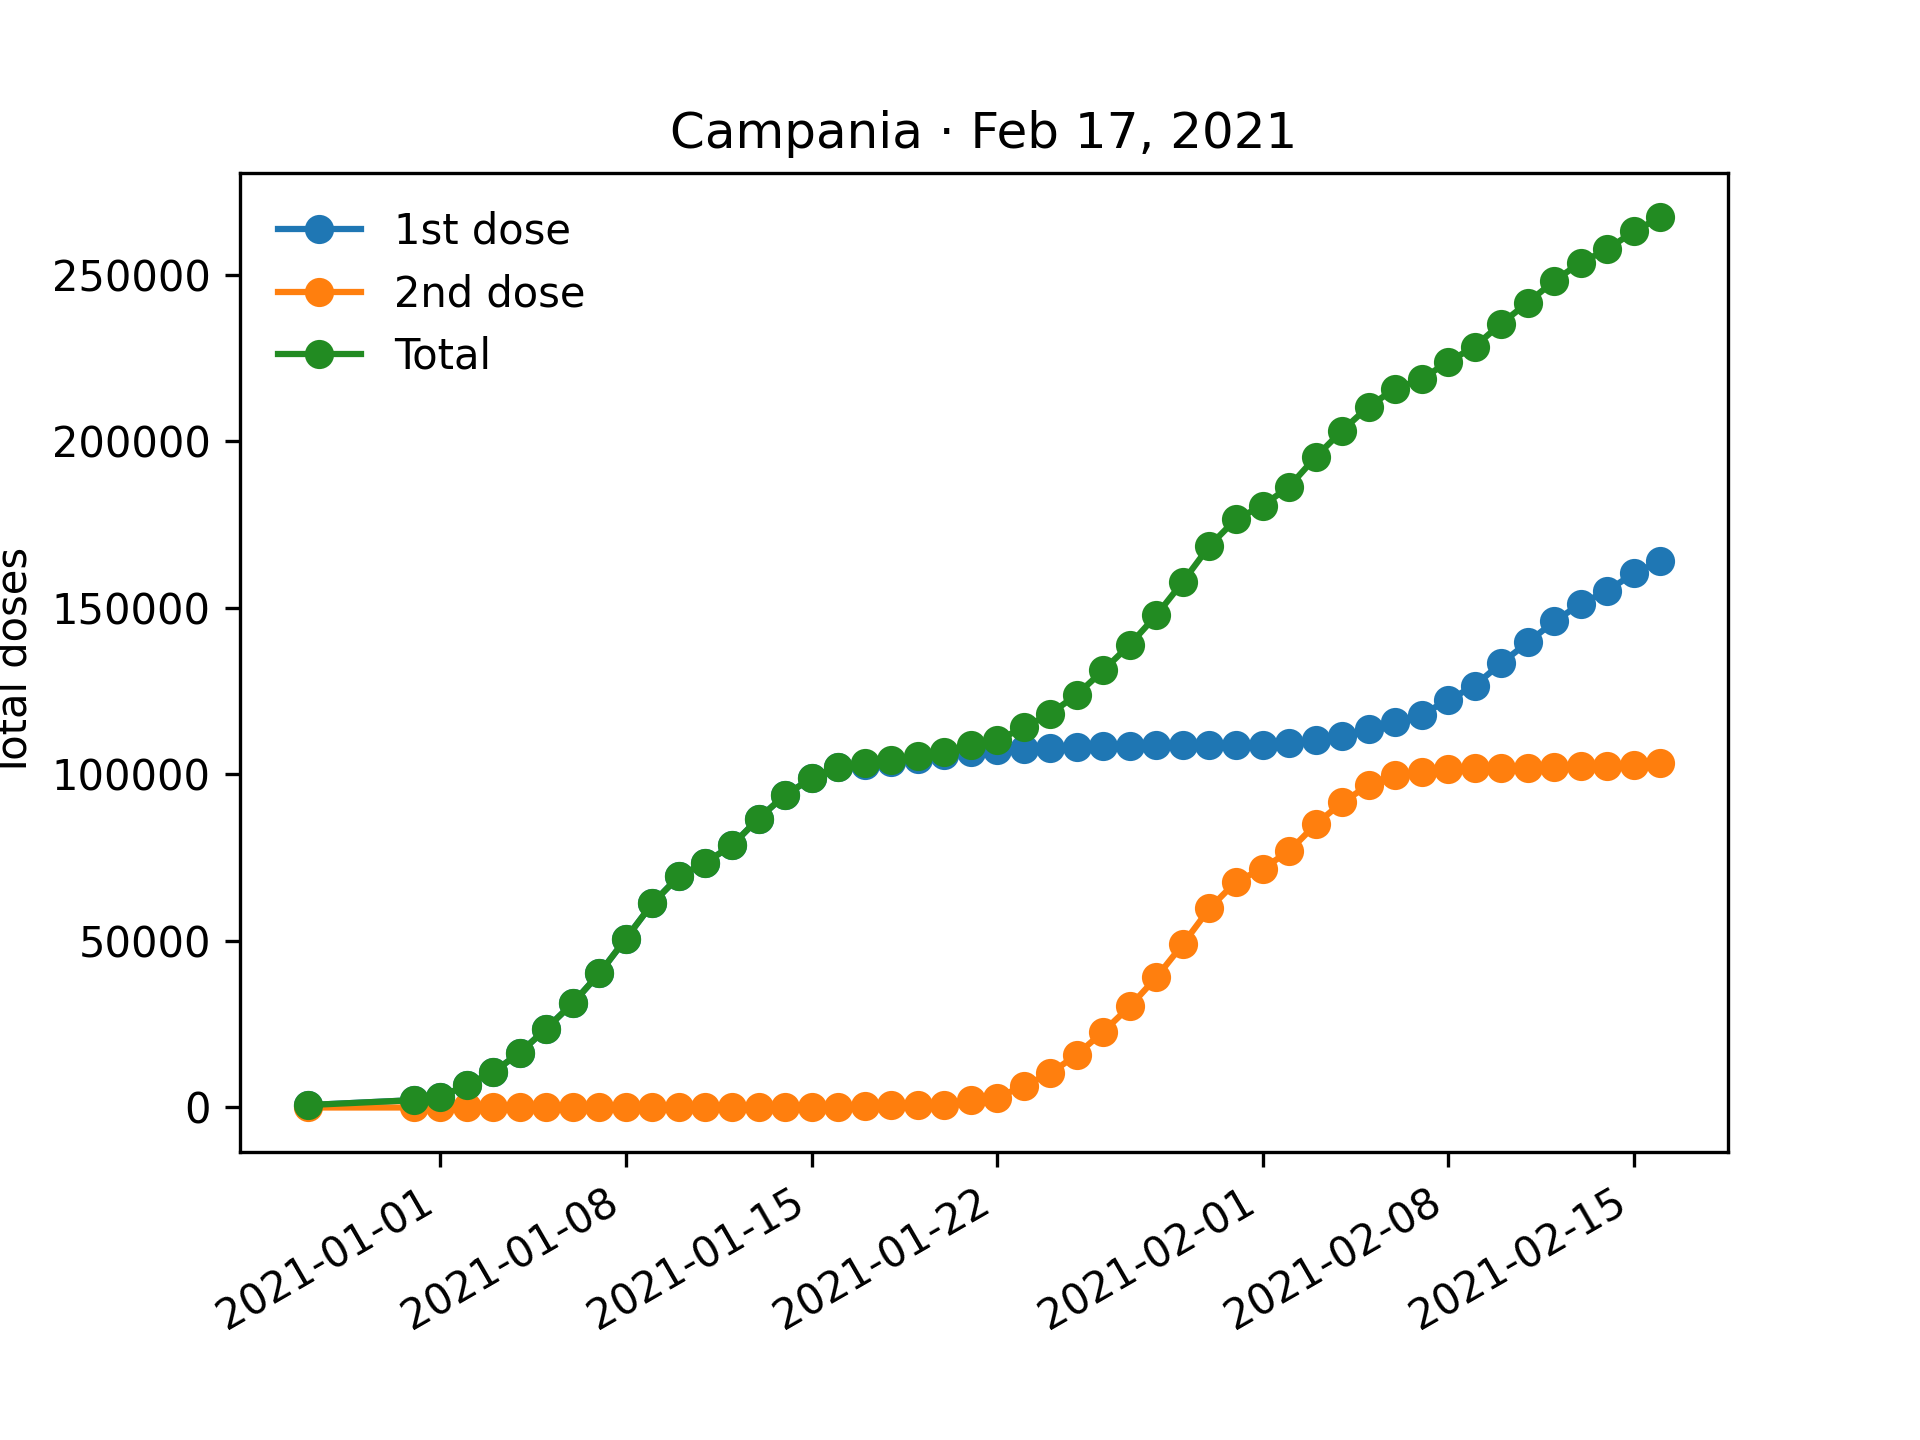 Campania · Feb 17, 2021
1st dose
2nd dose
Total
Total doses
250000
200000
150000
100000
50000
0
2021-01-01
2021-01-08
2021-01-15
2021-01-22
2021-02-01
2021-02-08
2021-02-15